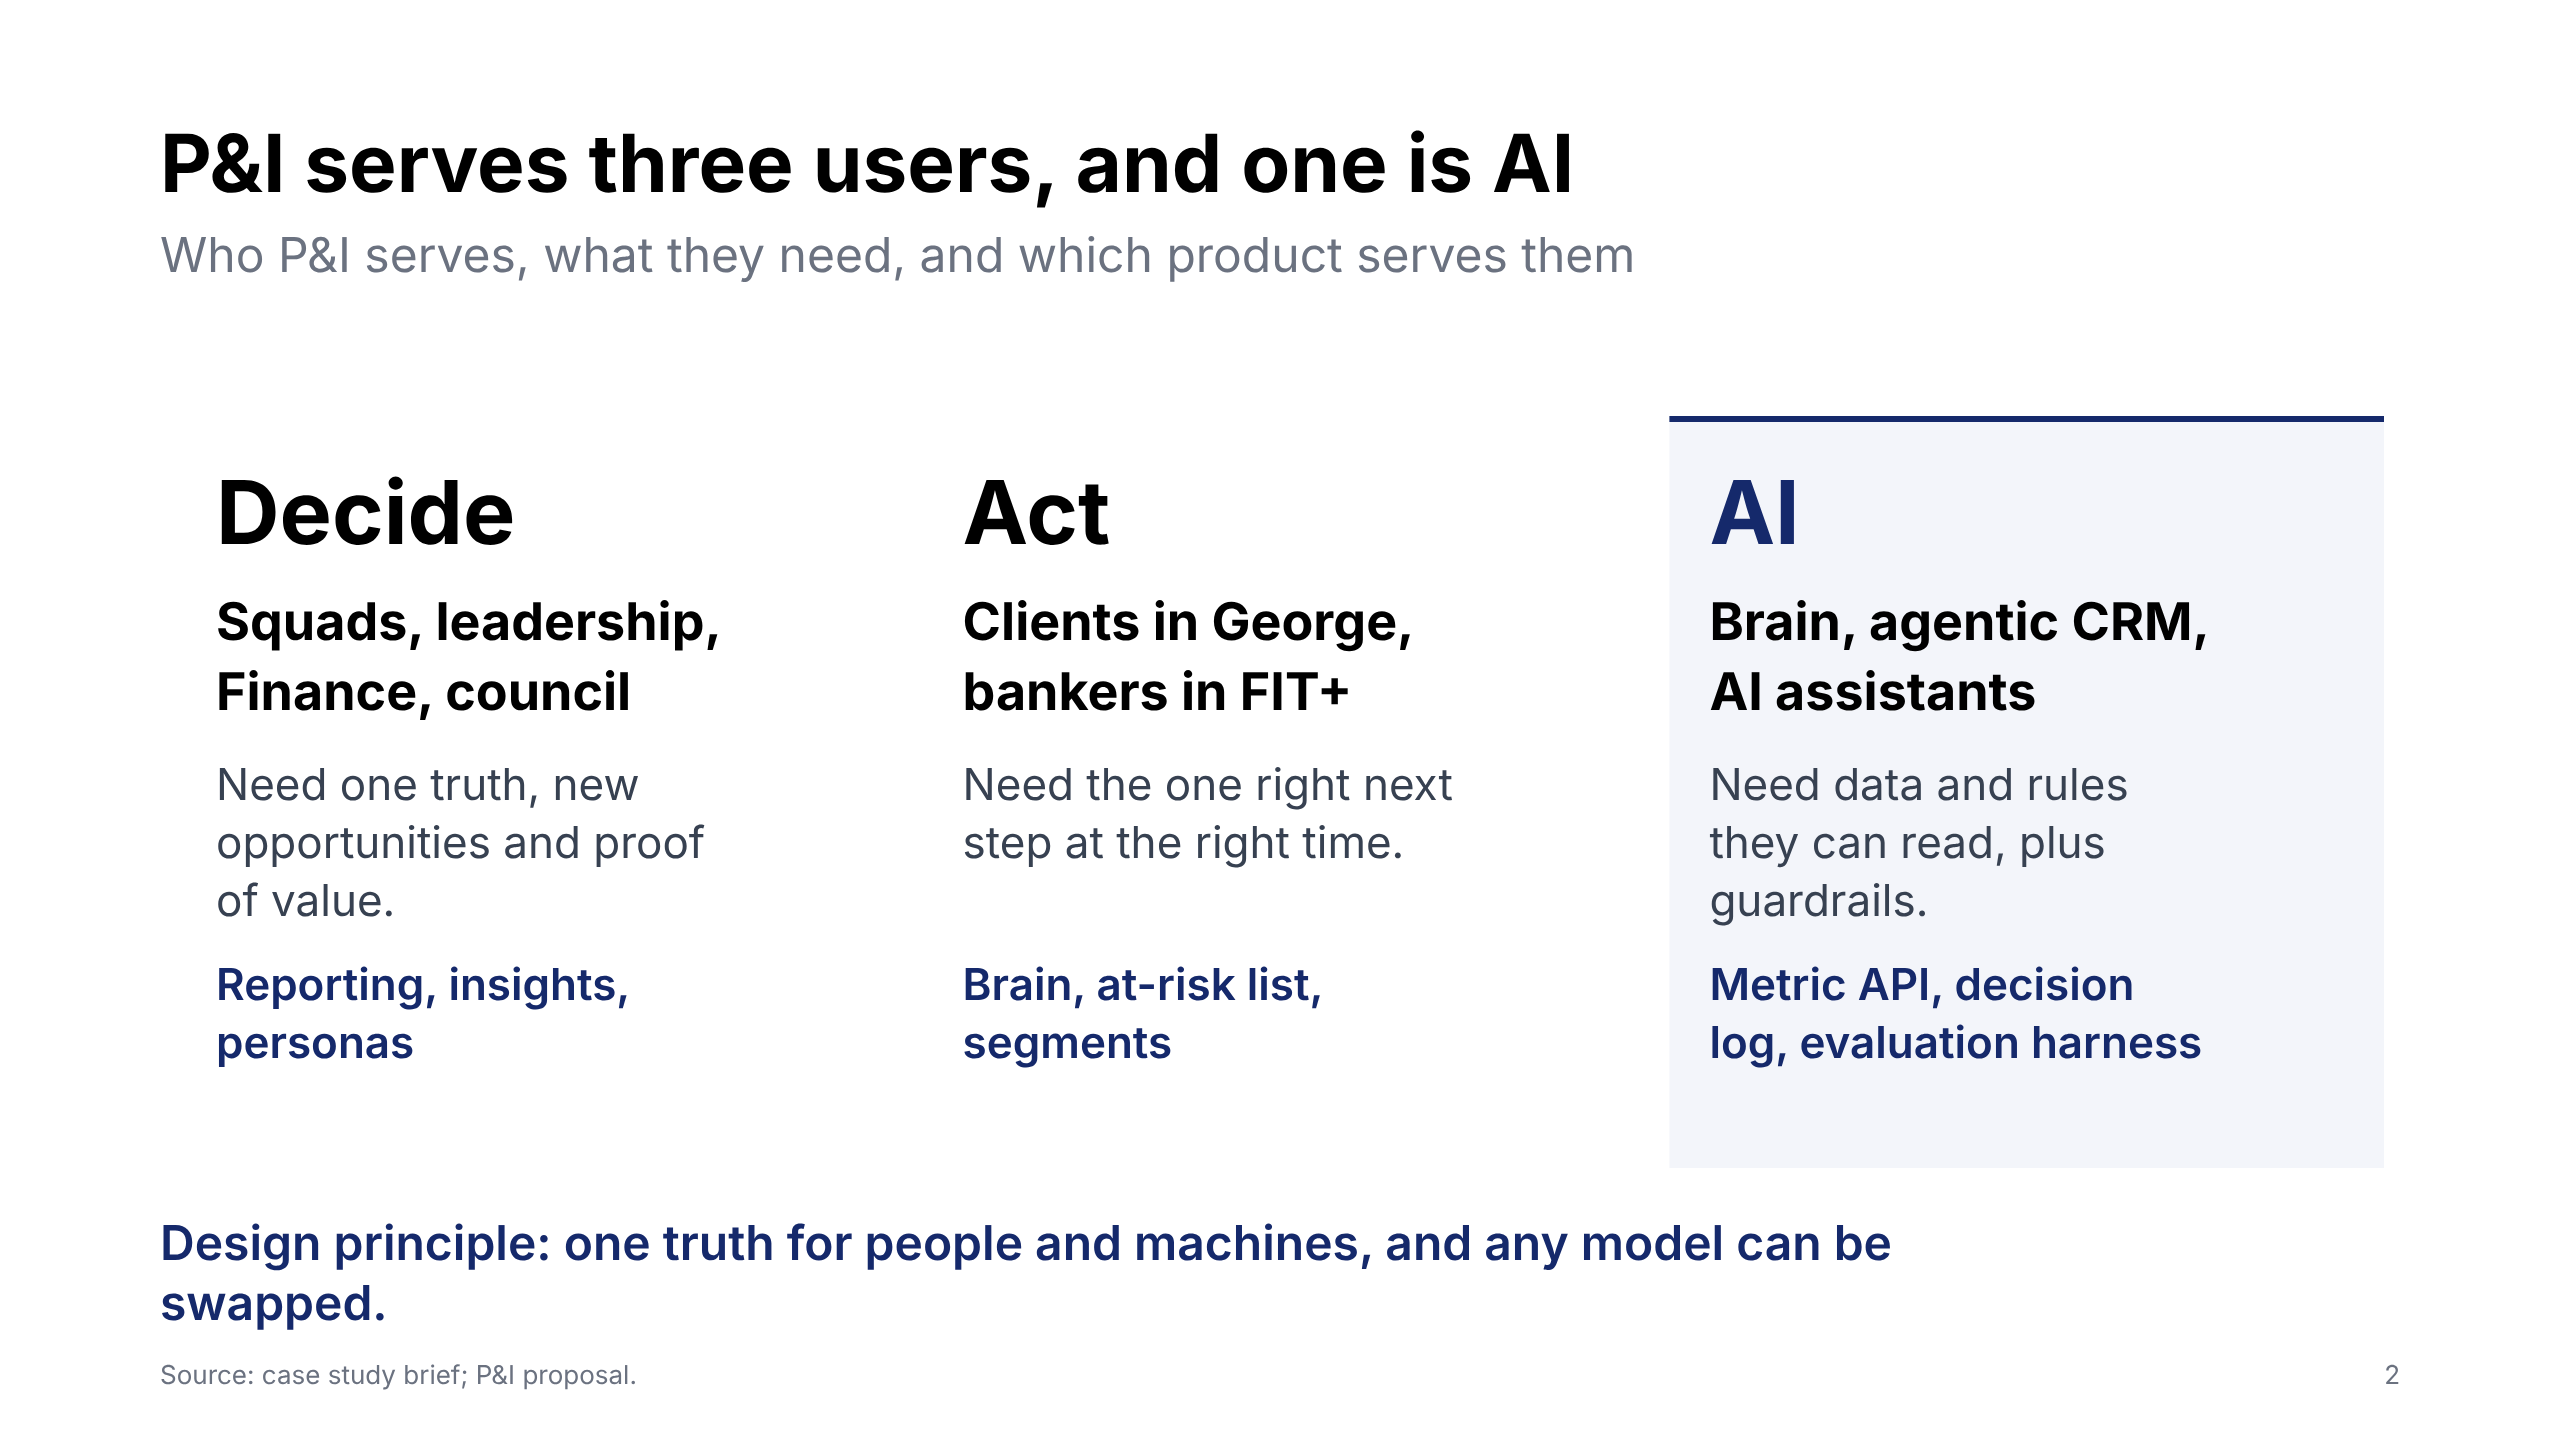 P&I serves three users, and one is AI
Who P&I serves, what they need, and which product serves them
Decide
Squads, leadership,
Finance, council
Need one truth, new
opportunities and proof
of value.
Reporting, insights,
personas
Act
Clients in George,
bankers in FIT+
Need the one right next
step at the right time.
Brain, at-risk list,
segments
AI
Brain, agentic CRM,
AI assistants
Need data and rules
they can read, plus
guardrails.
Metric API, decision
log, evaluation harness
Design principle: one truth for people and machines, and any model can be
swapped.
Source: case study brief; P&I proposal.
2